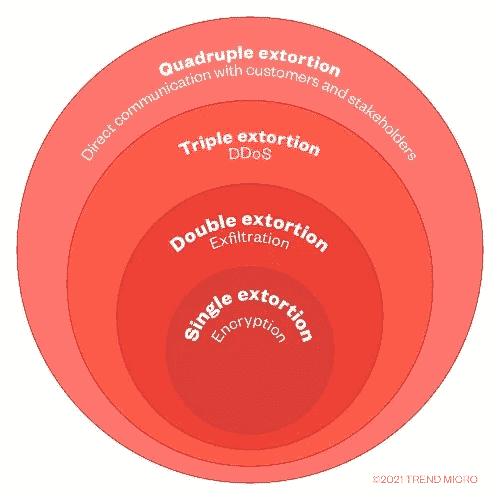 Quadruple extortion
Direct communication with customers and stakeholders
Triple extortion
DDoS
Double extortion
Exfiltration
Single extortion
Encryption
©2021 TREND MICRO